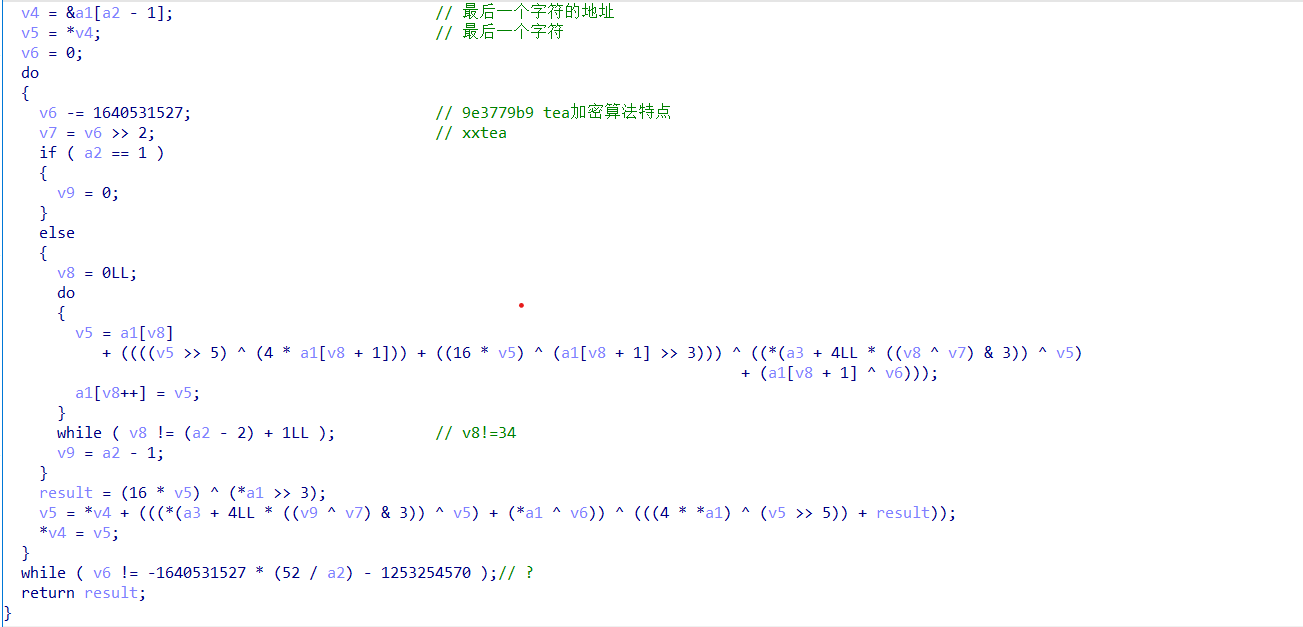 v4 = &a1[a2 - 1]; // 最后一个字符的地址
v5 = *v4; // 最后一个字符
v6 = 0;
do
{
v6 -= 1640531527; // 9e3779b9 tea加密算法特点
v7 = v6 >> 2; // xxtea
if ( a2 == 1 )
{
v9 = 0;
}
else
{
v8 = 0LL;
do
{
v5 = a1[v8]
+ ((((v5 >> 5) ^ (4 * a1[v8 + 1])) + ((16 * v5) ^ (a1[v8 + 1] >> 3))) ^ ((*(a3 + 4LL * ((v8 ^ v7) & 3)) ^ v5)
+ (a1[v8 + 1] ^ v6)));
a1[v8++] = v5;
}
while ( v8 != (a2 - 2) + 1LL ); // v8!=34
v9 = a2 - 1;
}
result = (16 * v5) ^ (*a1 >> 3);
v5 = *v4 + (((*(a3 + 4LL * ((v9 ^ v7) & 3)) ^ v5) + (*a1 ^ v6)) ^ (((4 * *a1) ^ (v5 >> 5)) + result));
*v4 = v5;
}
while ( v6 != -1640531527 * (52 / a2) - 1253254570 );// ?
return result;
}